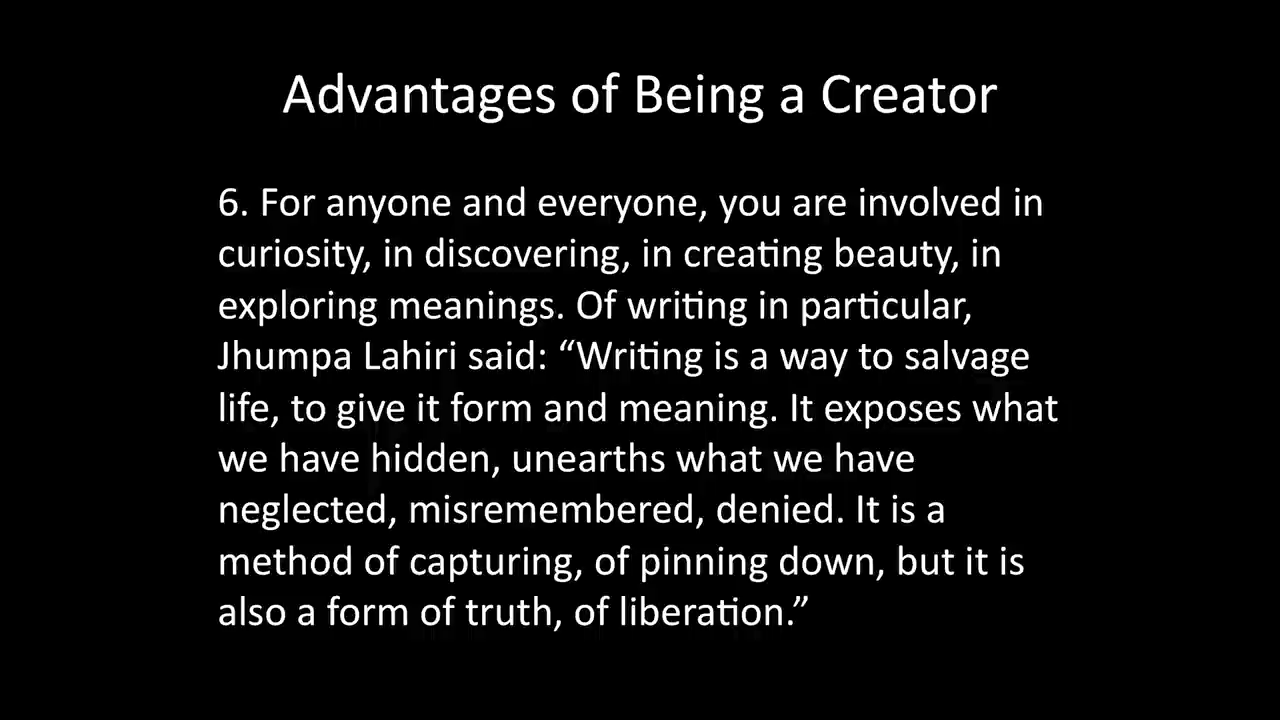 Advantages of Being a Creator
6. For anyone and everyone, you are involved in
curiosity, in discovering, in creating beauty, in
exploring meanings. Of writing in particular,
Jhumpa Lahiri said: “Writing is a way to salvage
life, to give it form and meaning. It exposes what
we have hidden, unearths what we have
neglected, misremembered, denied. It is a
method of capturing, of pinning down, but it is
also a form of truth, of liberation.”